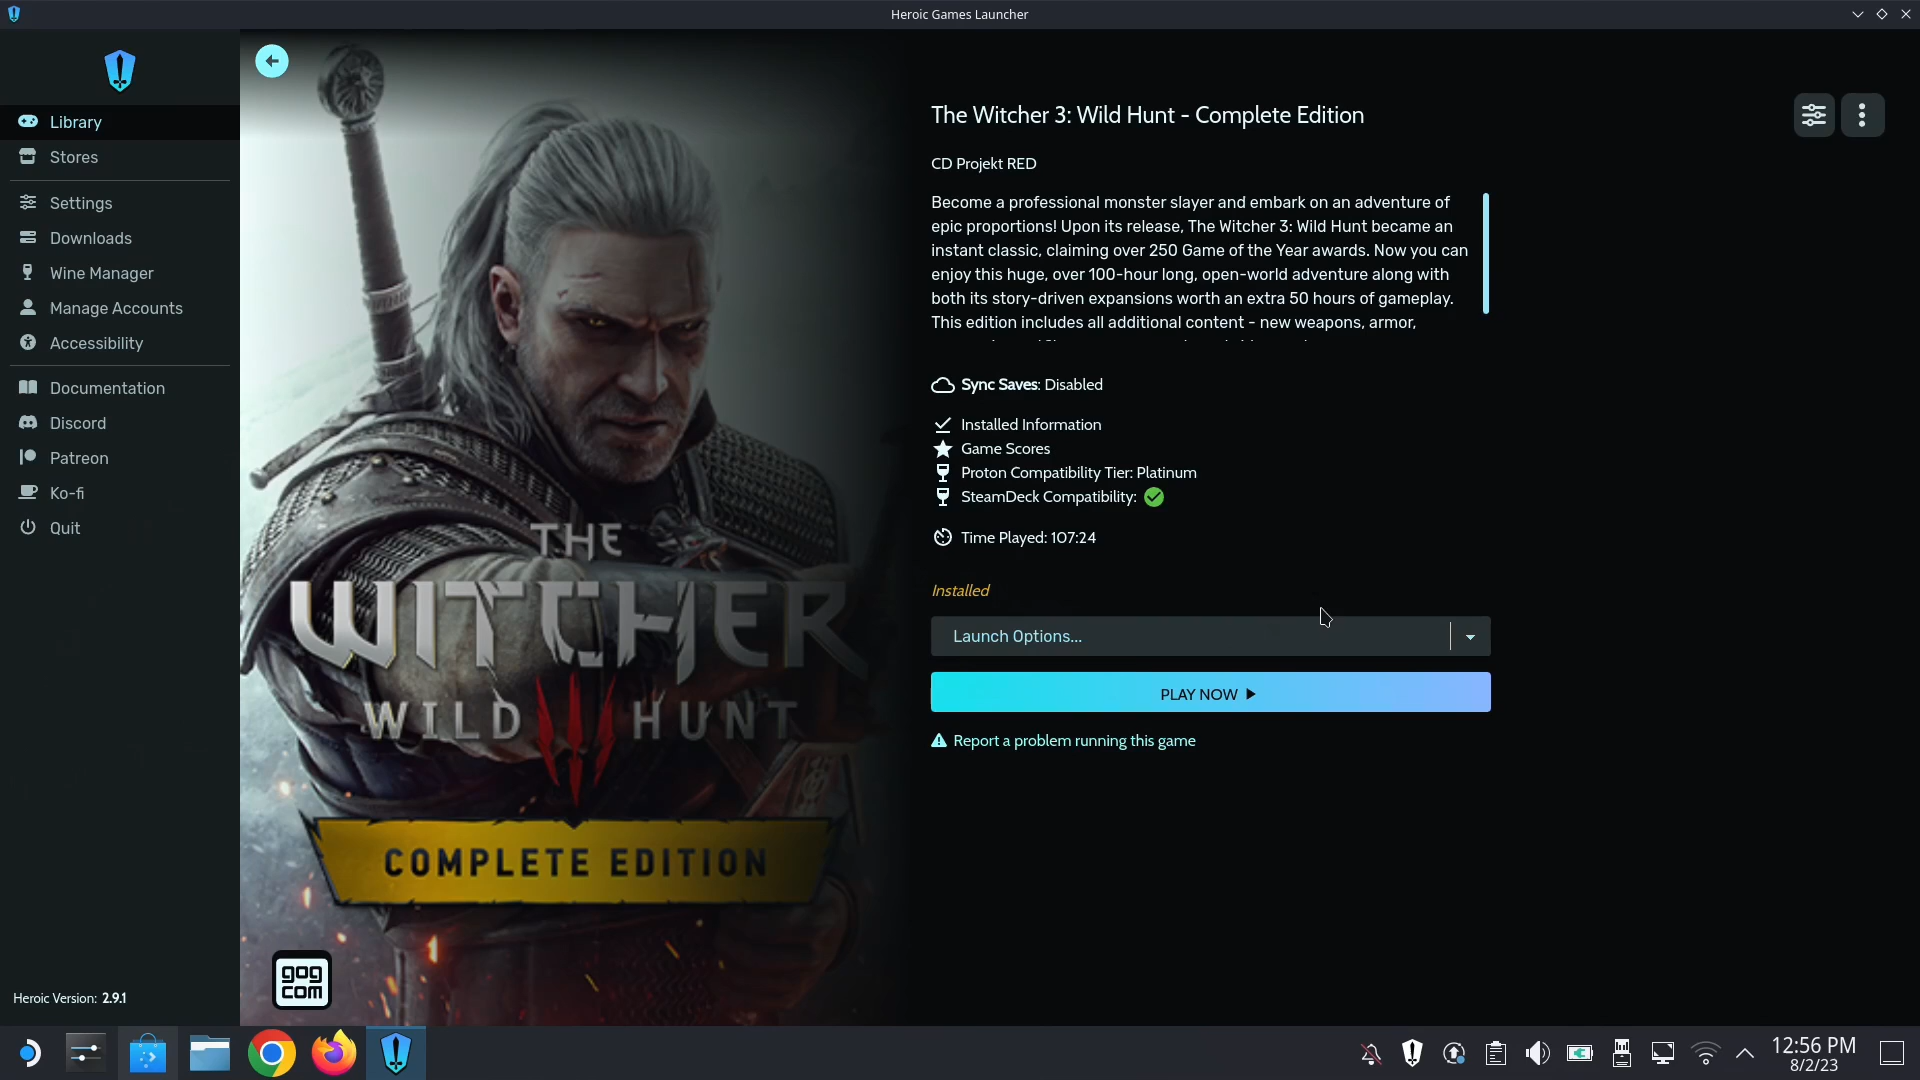 Heroic Games Launcher
Library
Stores
Settings
Downloads
Wine Manager
Manage Accounts
Accessibility
Documentation
Discord
Patreon
Ko-fi
Quit
Heroic Version: 2.9.1
THE
WITCHER
WILD HUNT
COMPLETE EDITION
gog
com
The Witcher 3: Wild Hunt - Complete Edition
CD Projekt RED
Become a professional monster slayer and embark on an adventure of
epic proportions! Upon its release, The Witcher 3: Wild Hunt became an
instant classic, claiming over 250 Game of the Year awards. Now you can
enjoy this huge, over 100-hour long, open-world adventure along with
both its story-driven expansions worth an extra 50 hours of gameplay.
This edition includes all additional content - new weapons, armor,
Sync Saves: Disabled
Installed Information
Game Scores
Proton Compatibility Tier: Platinum
SteamDeck Compatibility:
Time Played: 107:24
Installed
Launch Options...
PLAY NOW
Report a problem running this game
12:56 PM
8/2/23